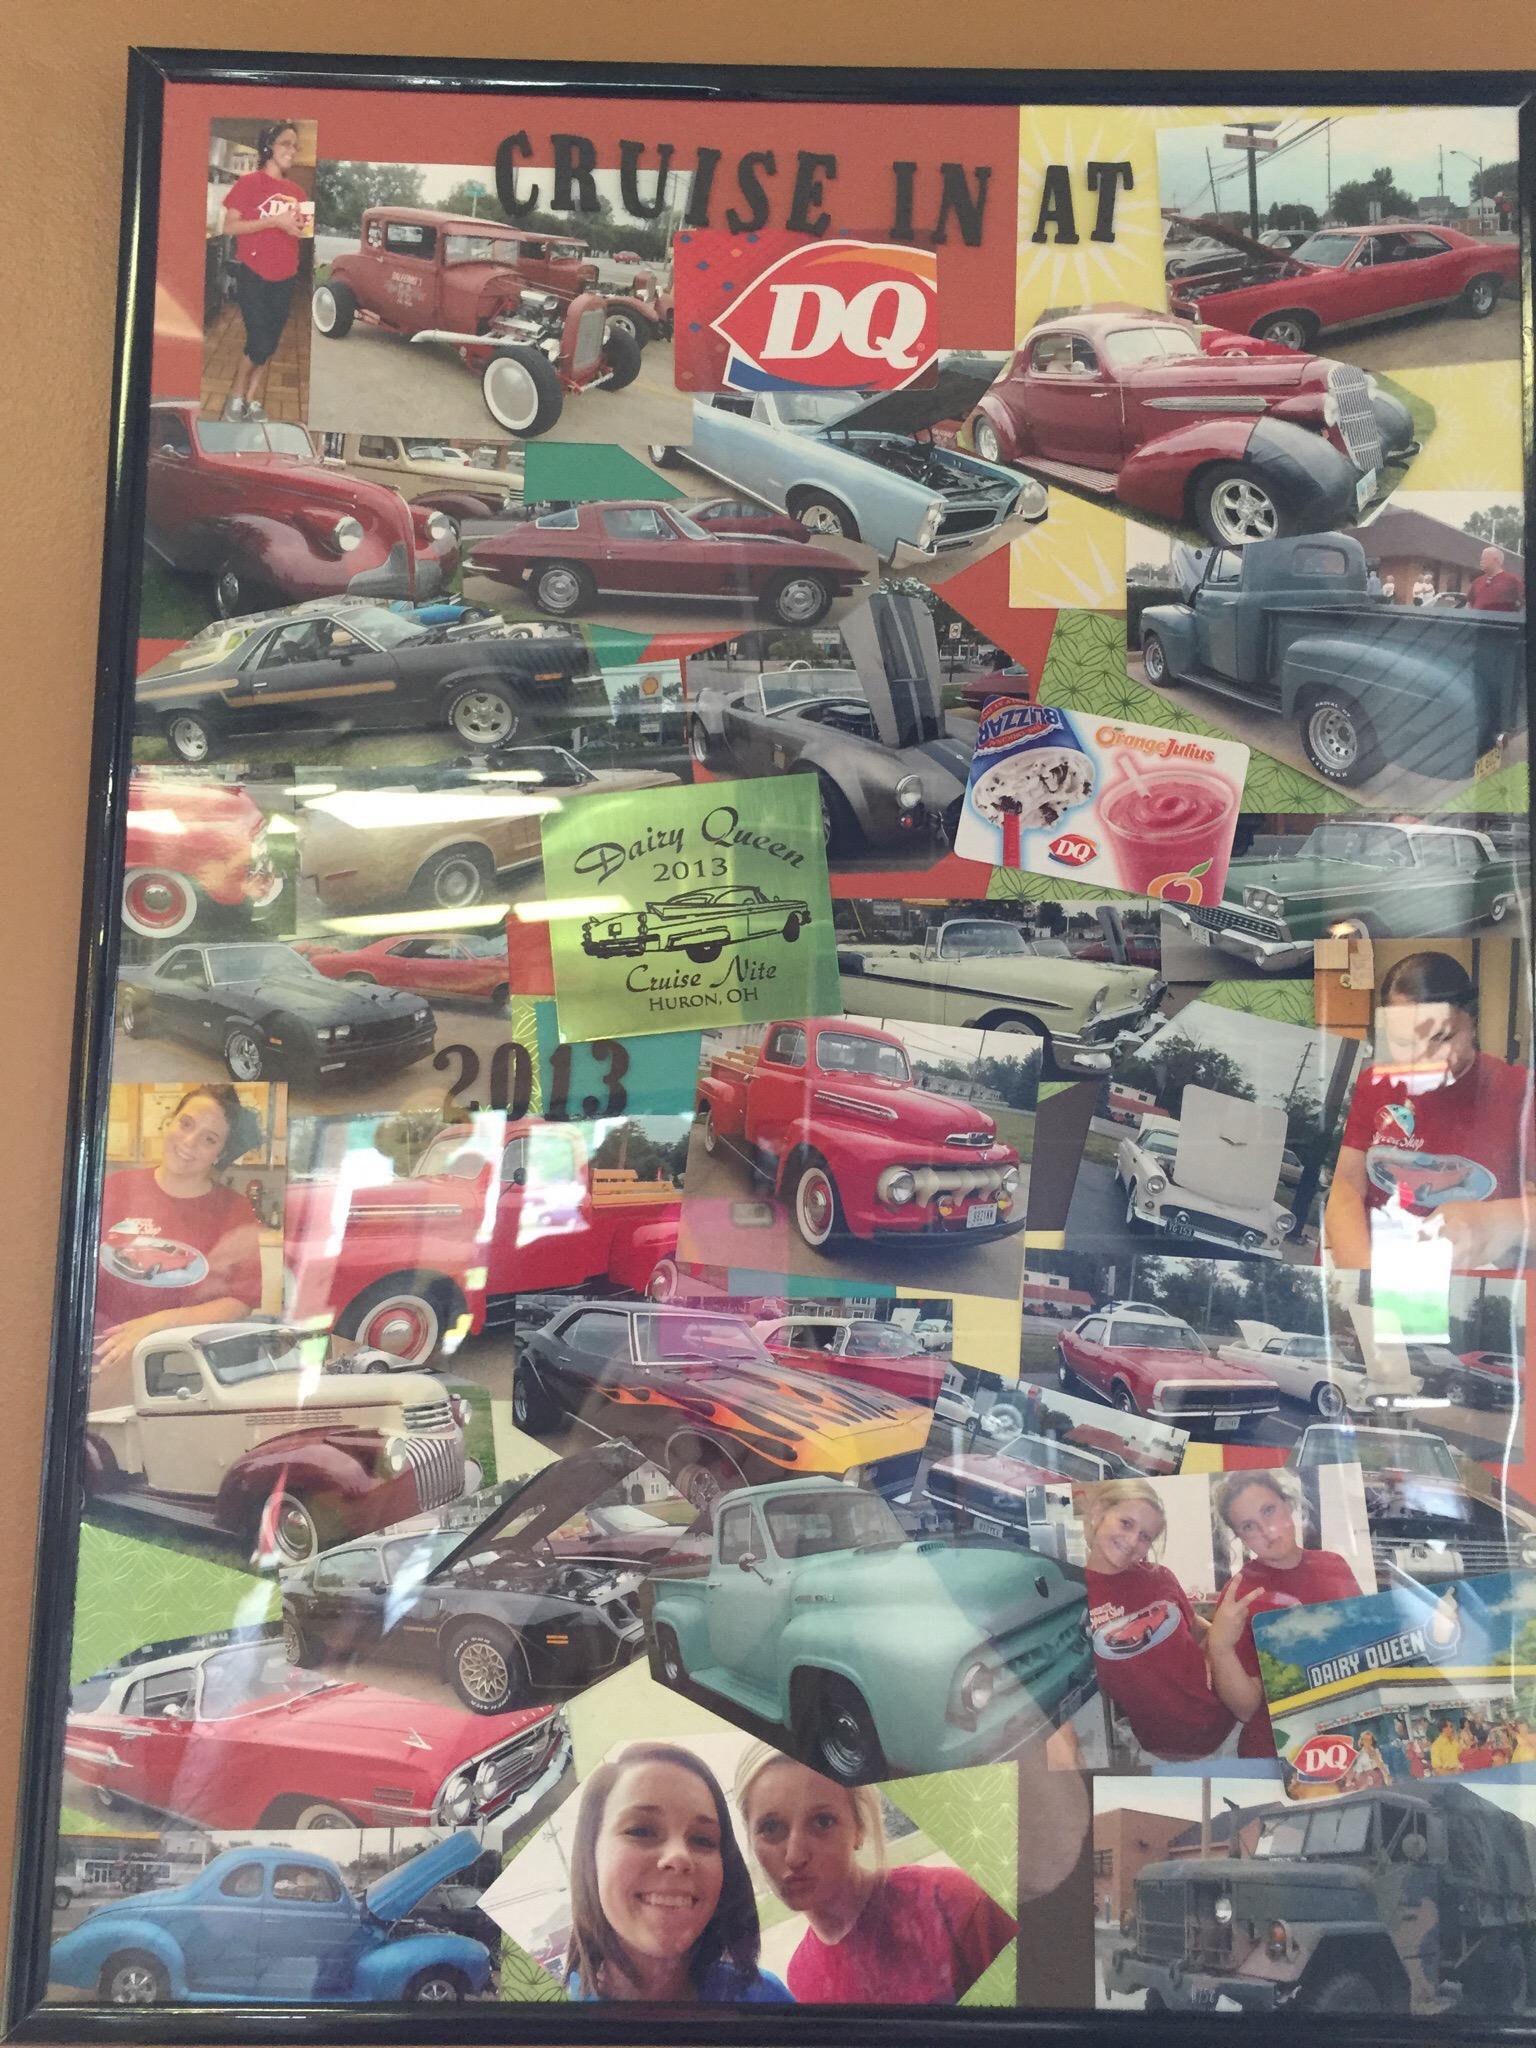 CRUISE IN AT
DQ
DQ
BLIZZARD
Orange Julius
DQ
Dairy Queen
2013
Cruise Nite
HURON, OH
2013
DAIRY QUEEN
DQ